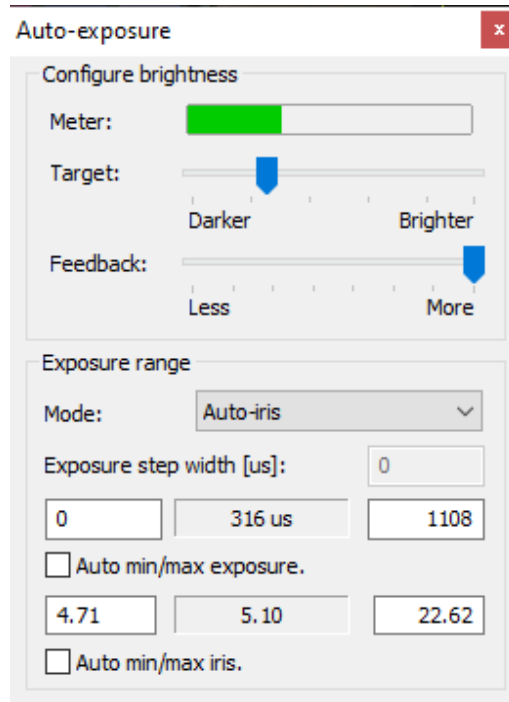 Auto-exposure x
Configure brightness
Meter:
Target:
Darker Brighter
Feedback:
Less More
Exposure range
Mode: Auto-iris
Exposure step width [us]: 0
0 316 us 1108
Auto min/max exposure.
4.71 5.10 22.62
Auto min/max iris.